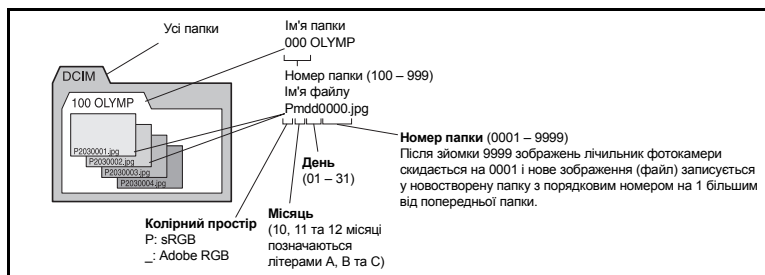 Усі папки
Ім'я папки
000 OLYMP
Номер папки (100 – 999)
Ім'я файлу
Pmdd0000.jpg
DCIM
100 OLYMP
P2030001.jpg
P2030002.jpg
P2030003.jpg
P2030004.jpg
Колірний простір
P: sRGB
_: Adobe RGB
Місяць
(10, 11 та 12 місяці
позначаються
літерами A, B та C)
День
(01 – 31)
Номер папки (0001 – 9999)
Після зйомки 9999 зображень лічильник фотокамери
скидається на 0001 і нове зображення (файл) записується
у новостворену папку з порядковим номером на 1 більшим
від попередньої папки.